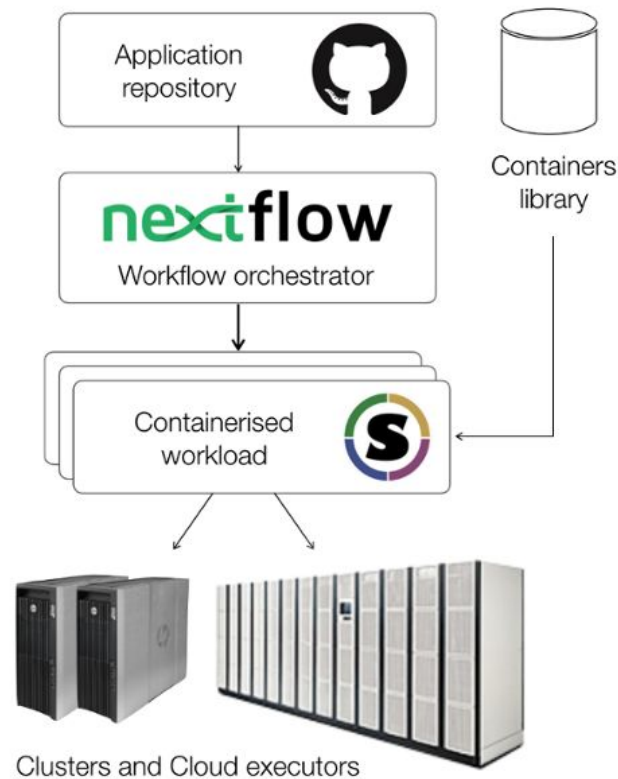 Application
repository
Containers
library
nextflow
Workflow orchestrator
Containerised
workload
S
Clusters and Cloud executors